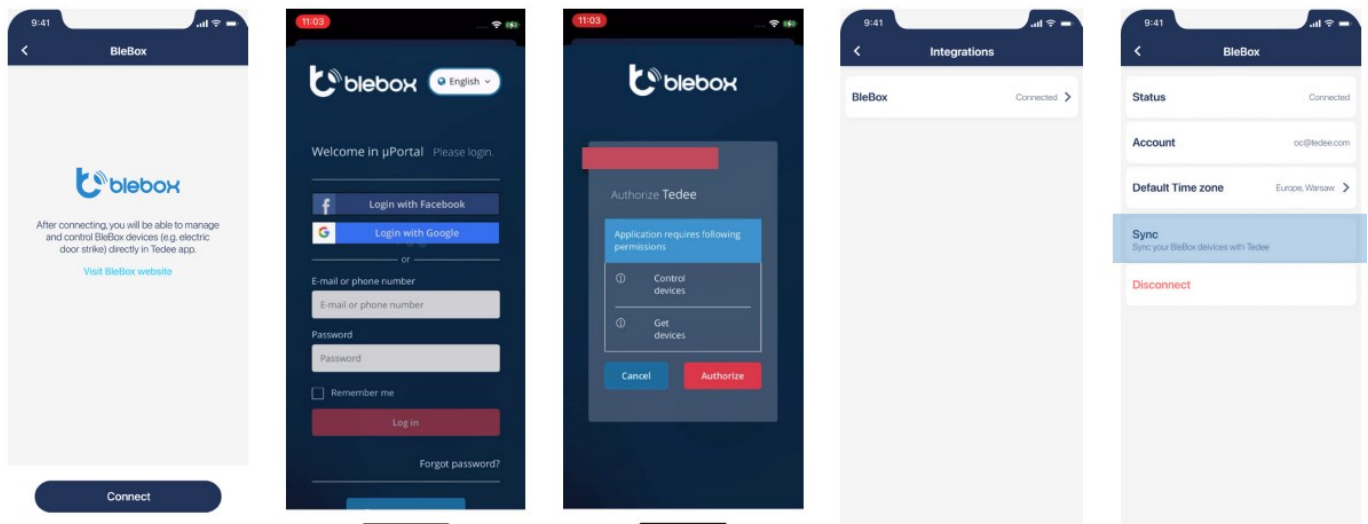 9:41
BleBox
blebox
After connecting, you will be able to manage
and control BleBox devices (e.g. electric
door strike) directly in Tedee app.
Visit BleBox website
Connect
11:03
blebox
English
Welcome in µPortal Please login.
Login with Facebook
Login with Google
or
E-mail or phone number
E-mail or phone number
Password
Password
Remember me
Log in
Forgot password?
11:03
blebox
Authorize Tedee
Application requires following
permissions
Control
devices
Get
devices
Cancel
Authorize
9:41
Integrations
BleBox
Connected
9:41
BleBox
Status
Connected
Account
oc@tedee.com
Default Time zone
Europe, Warsaw
Sync
Sync your BleBox deivices with Tedee
Disconnect